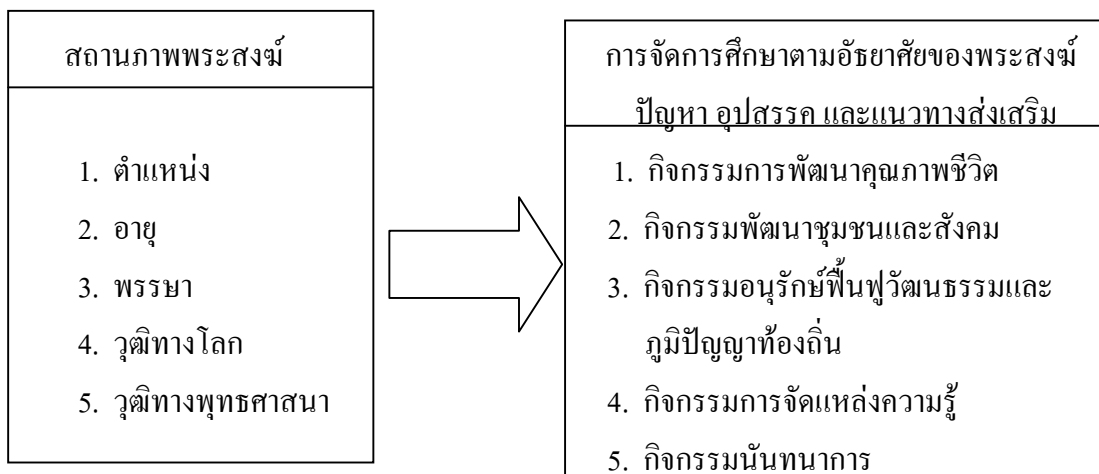 สถานภาพพระสงฆ์
1. ตำแหน่ง
2. อายุ
3. พรรษา
4. วุฒิทางโลก
5. วุฒิทางพุทธศาสนา
การจัดการศึกษาตามอัธยาศัยของพระสงฆ์
ปัญหา อุปสรรค และแนวทางส่งเสริม
1. กิจกรรมการพัฒนาคุณภาพชีวิต
2. กิจกรรมพัฒนาชุมชนและสังคม
3. กิจกรรมอนุรักษ์ฟื้นฟูวัฒนธรรมและ
ภูมิปัญญาท้องถิ่น
4. กิจกรรมการจัดแหล่งความรู้
5. กิจกรรมนันทนาการ